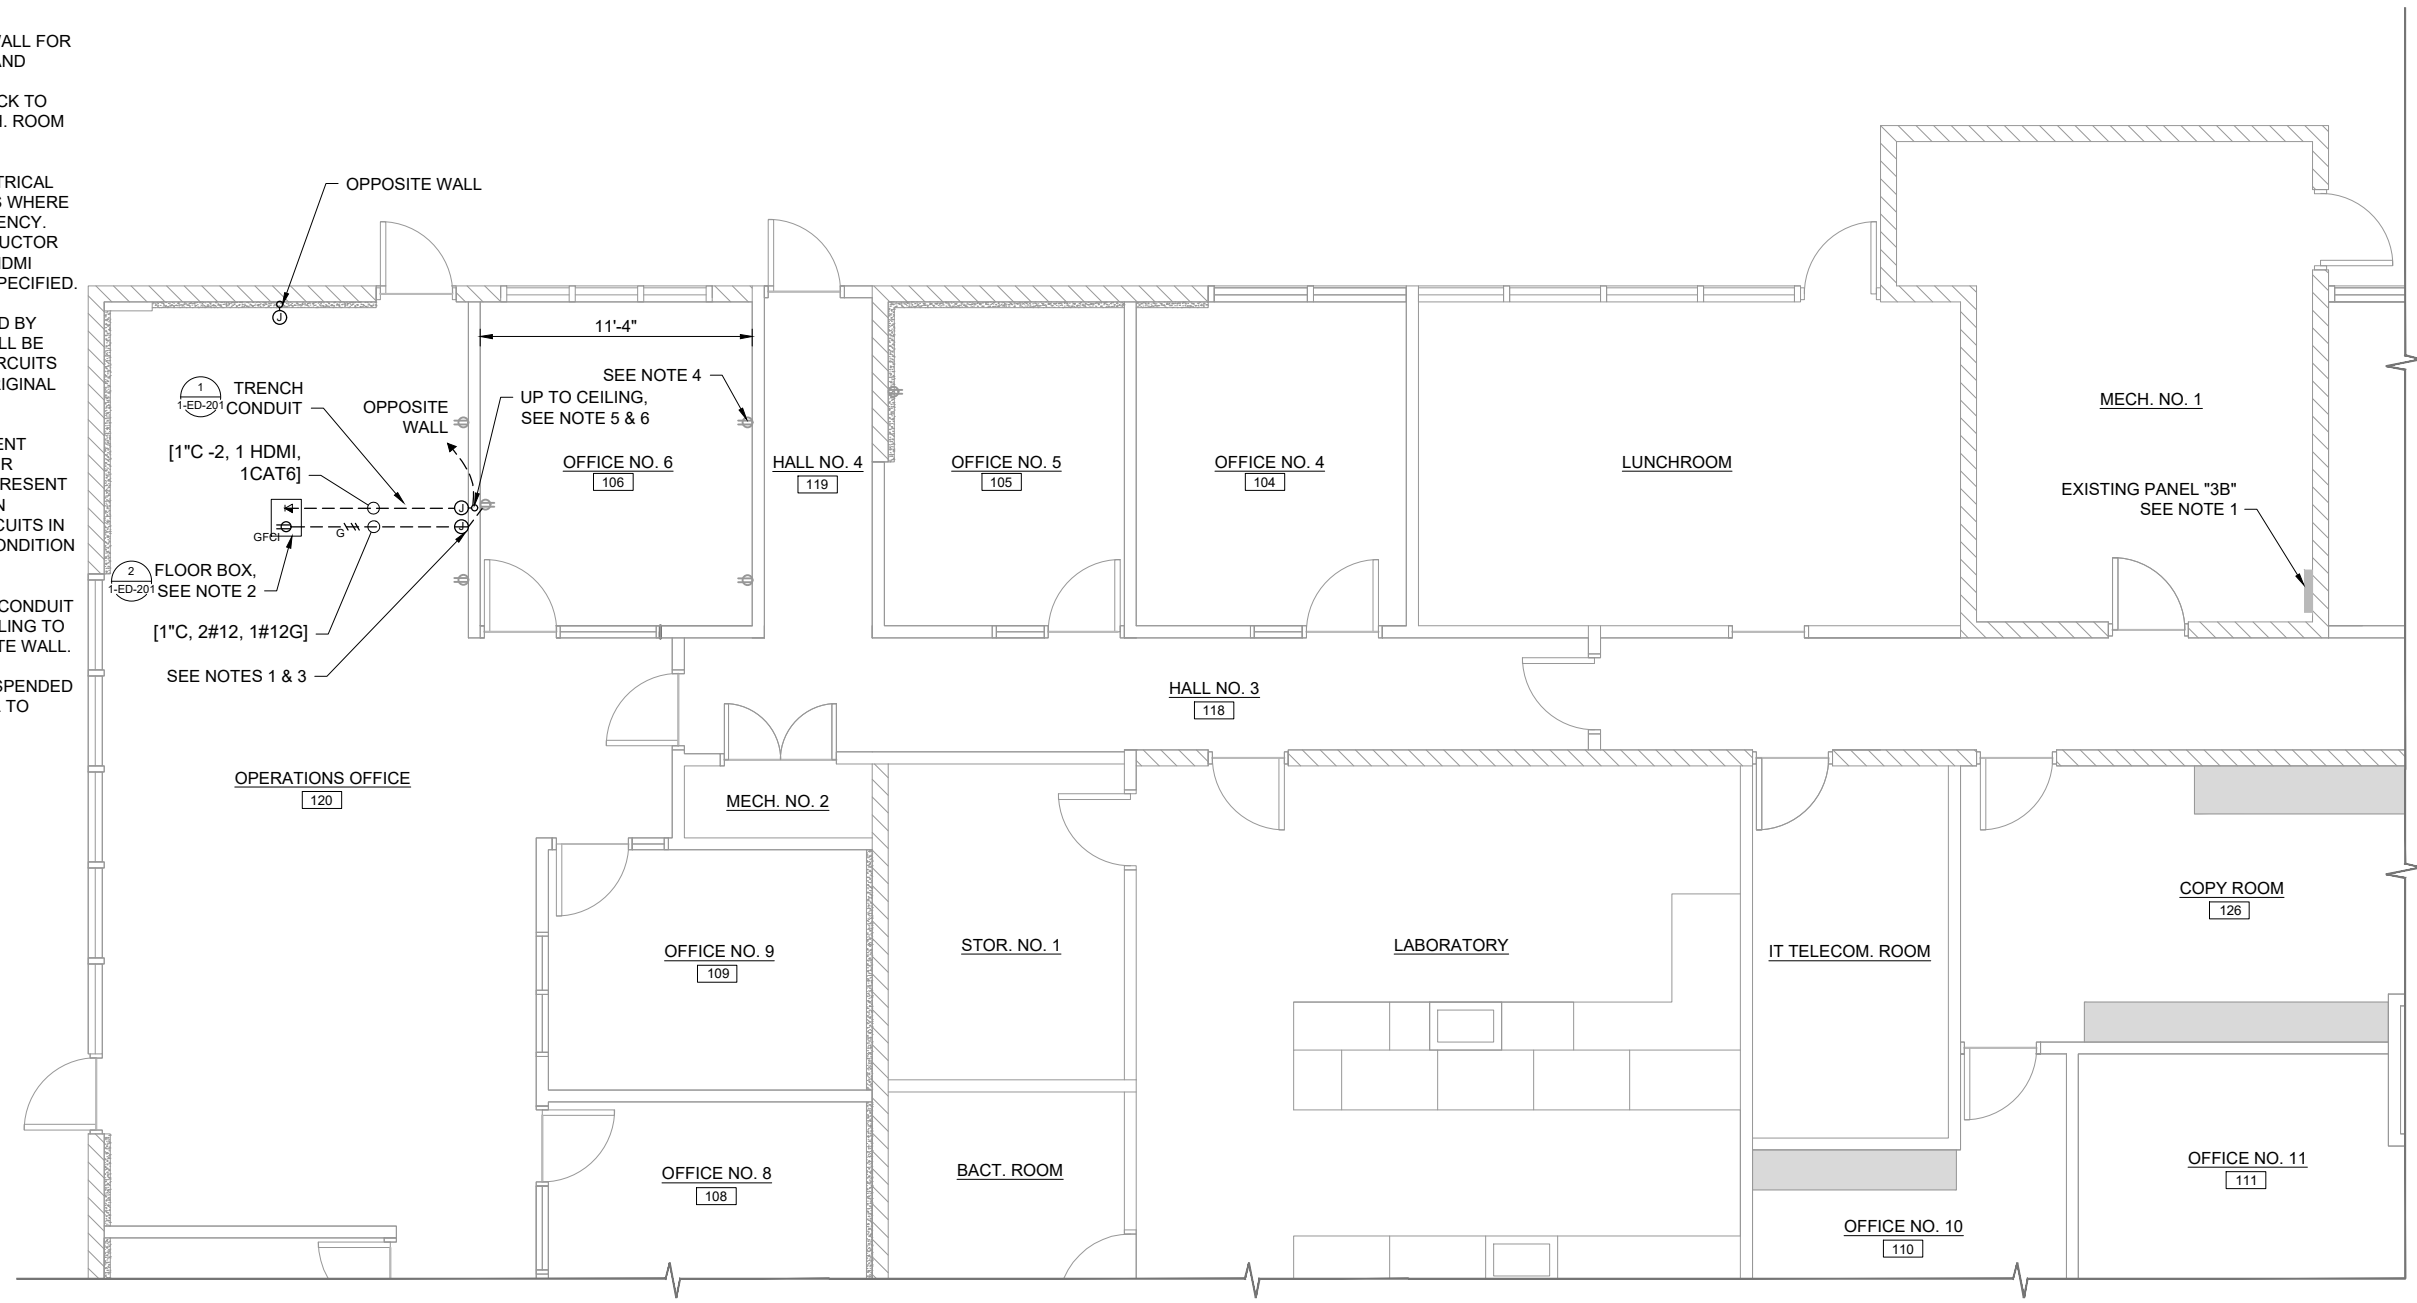 WALL FOR
AND
CK TO
ROOM
TRICAL
S WHERE
ENCY.
UCTOR
HDMI
SPECIFIED.
D BY
LL BE
RCUITS
RIGINAL
ENT
R
RESENT
N
CUITS IN
CONDITION
CONDUIT
LING TO
TE WALL.
SPENDED
TO
OPPOSITE WALL
J
11'-4"
1
1-ED-201
TRENCH
CONDUIT
OPPOSITE
WALL
SEE NOTE 4
UP TO CEILING,
SEE NOTE 5 & 6
[1"C -2, 1 HDMI,
1CAT6]
J
J
GFCI
G
2
1-ED-201
FLOOR BOX,
SEE NOTE 2
[1"C, 2#12, 1#12G]
SEE NOTES 1 & 3
OFFICE NO. 6
106
HALL NO. 4
119
OFFICE NO. 5
105
OFFICE NO. 4
104
LUNCHROOM
MECH. NO. 1
EXISTING PANEL "3B"
SEE NOTE 1
HALL NO. 3
118
OPERATIONS OFFICE
120
MECH. NO. 2
OFFICE NO. 9
109
STOR. NO. 1
LABORATORY
IT TELECOM. ROOM
COPY ROOM
126
OFFICE NO. 8
108
BACT. ROOM
OFFICE NO. 10
110
OFFICE NO. 11
111